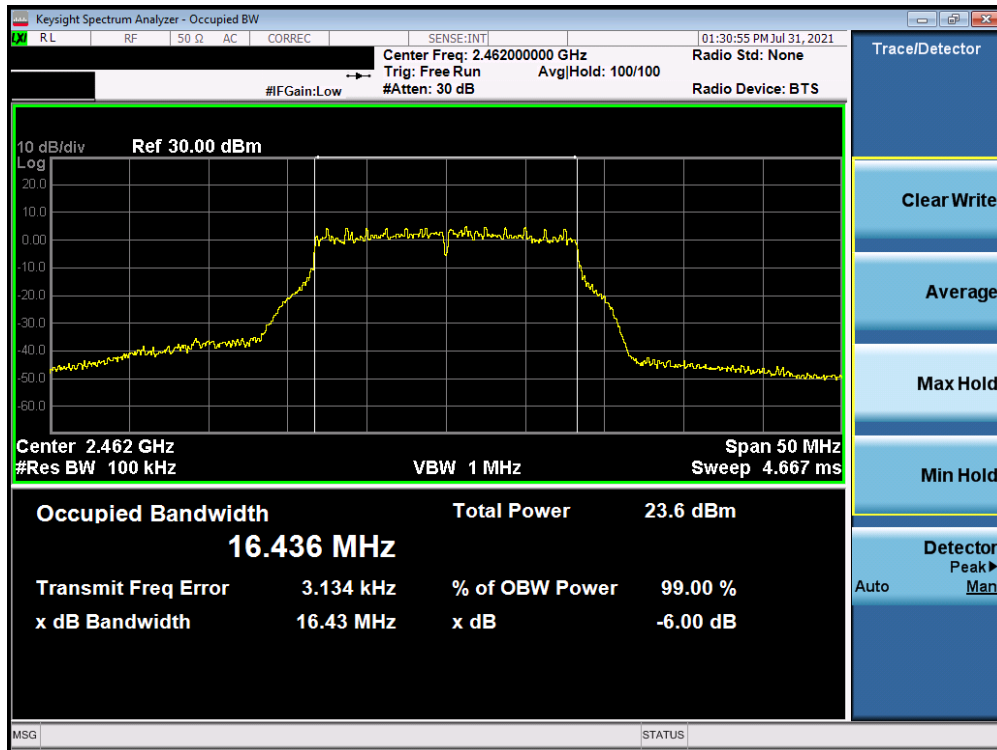 Keysight Spectrum Analyzer - Occupied BW
LXI RL RF 50 Ω AC CORREC SENSE:INT 01:30:55 PM Jul 31, 2021
Center Freq: 2.462000000 GHz Radio Std: None
Trig: Free Run Avg|Hold: 100/100
#IFGain:Low #Atten: 30 dB Radio Device: BTS
10 dB/div Ref 30.00 dBm
Log
20.0
10.0
0.00
-10.0
-20.0
-30.0
-40.0
-50.0
-60.0
Center 2.462 GHz Span 50 MHz
#Res BW 100 kHz VBW 1 MHz Sweep 4.667 ms
Occupied Bandwidth Total Power 23.6 dBm
16.436 MHz
Transmit Freq Error 3.134 kHz % of OBW Power 99.00 %
x dB Bandwidth 16.43 MHz x dB -6.00 dB
MSG STATUS
Trace/Detector
Clear Write
Average
Max Hold
Min Hold
Detector
Peak▶
Auto Man